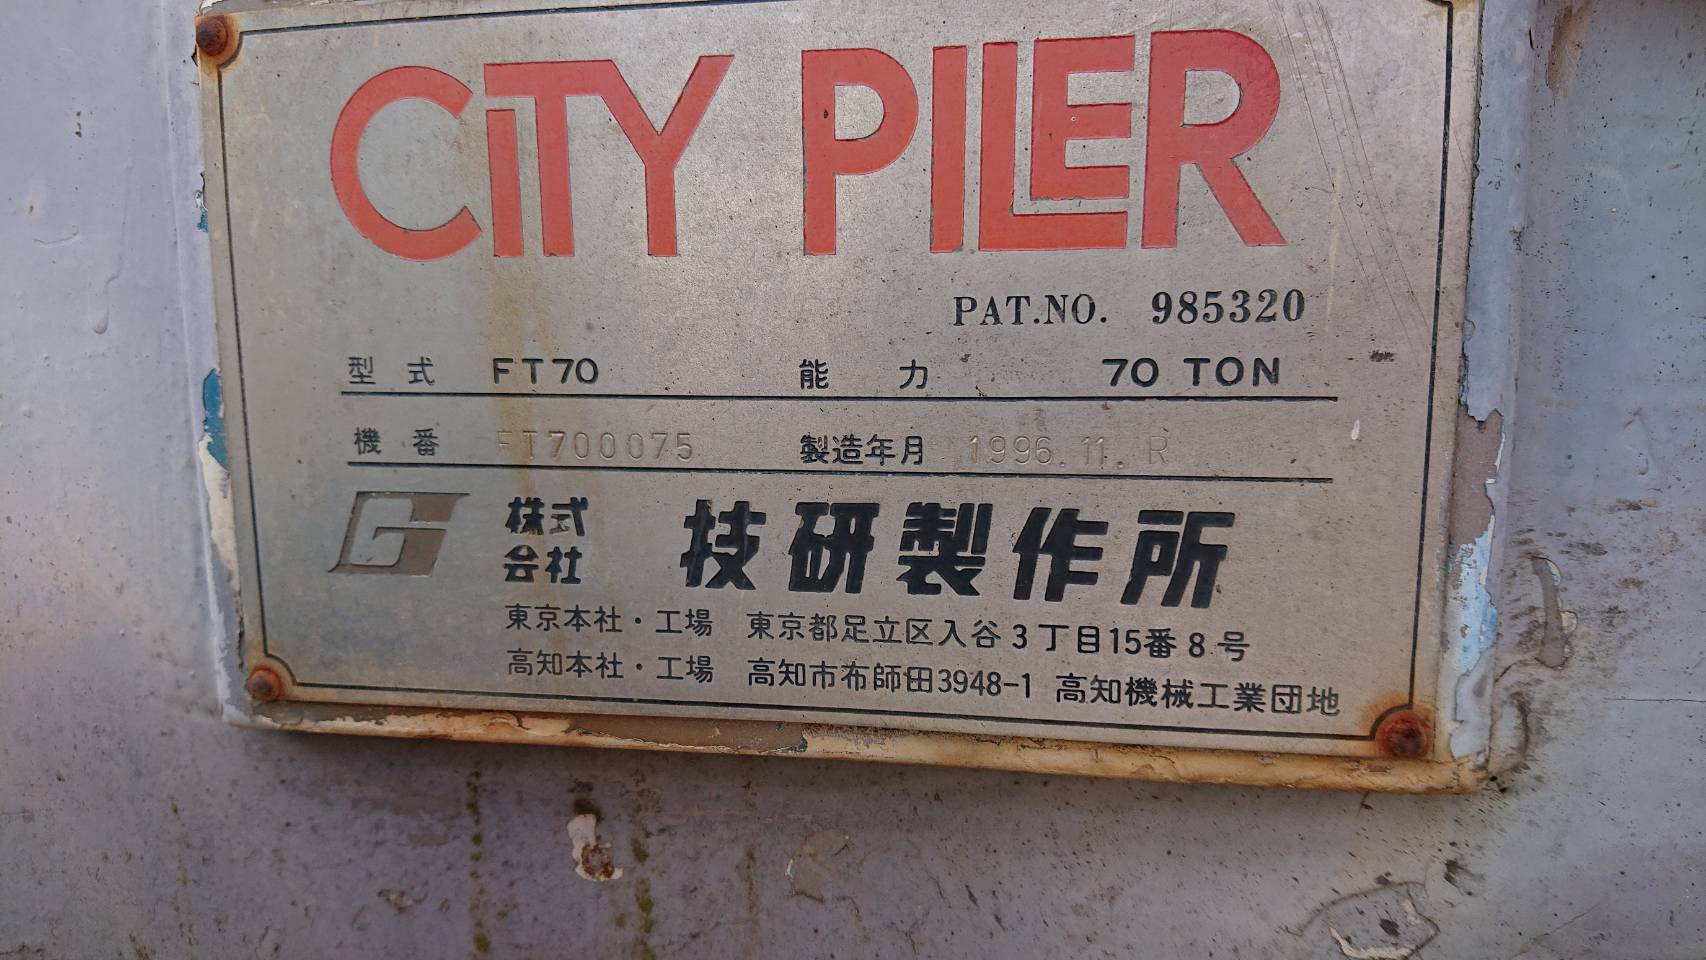 CITY PILER
PAT.NO. 985320
型式 FT70 能力 70 TON
機番 FT700075 製造年月 1996.11.R
G 株式会社 技研製作所
東京本社・工場 東京都足立区入谷3丁目15番8号
高知本社・工場 高知市布師田3948-1 高知機械工業団地